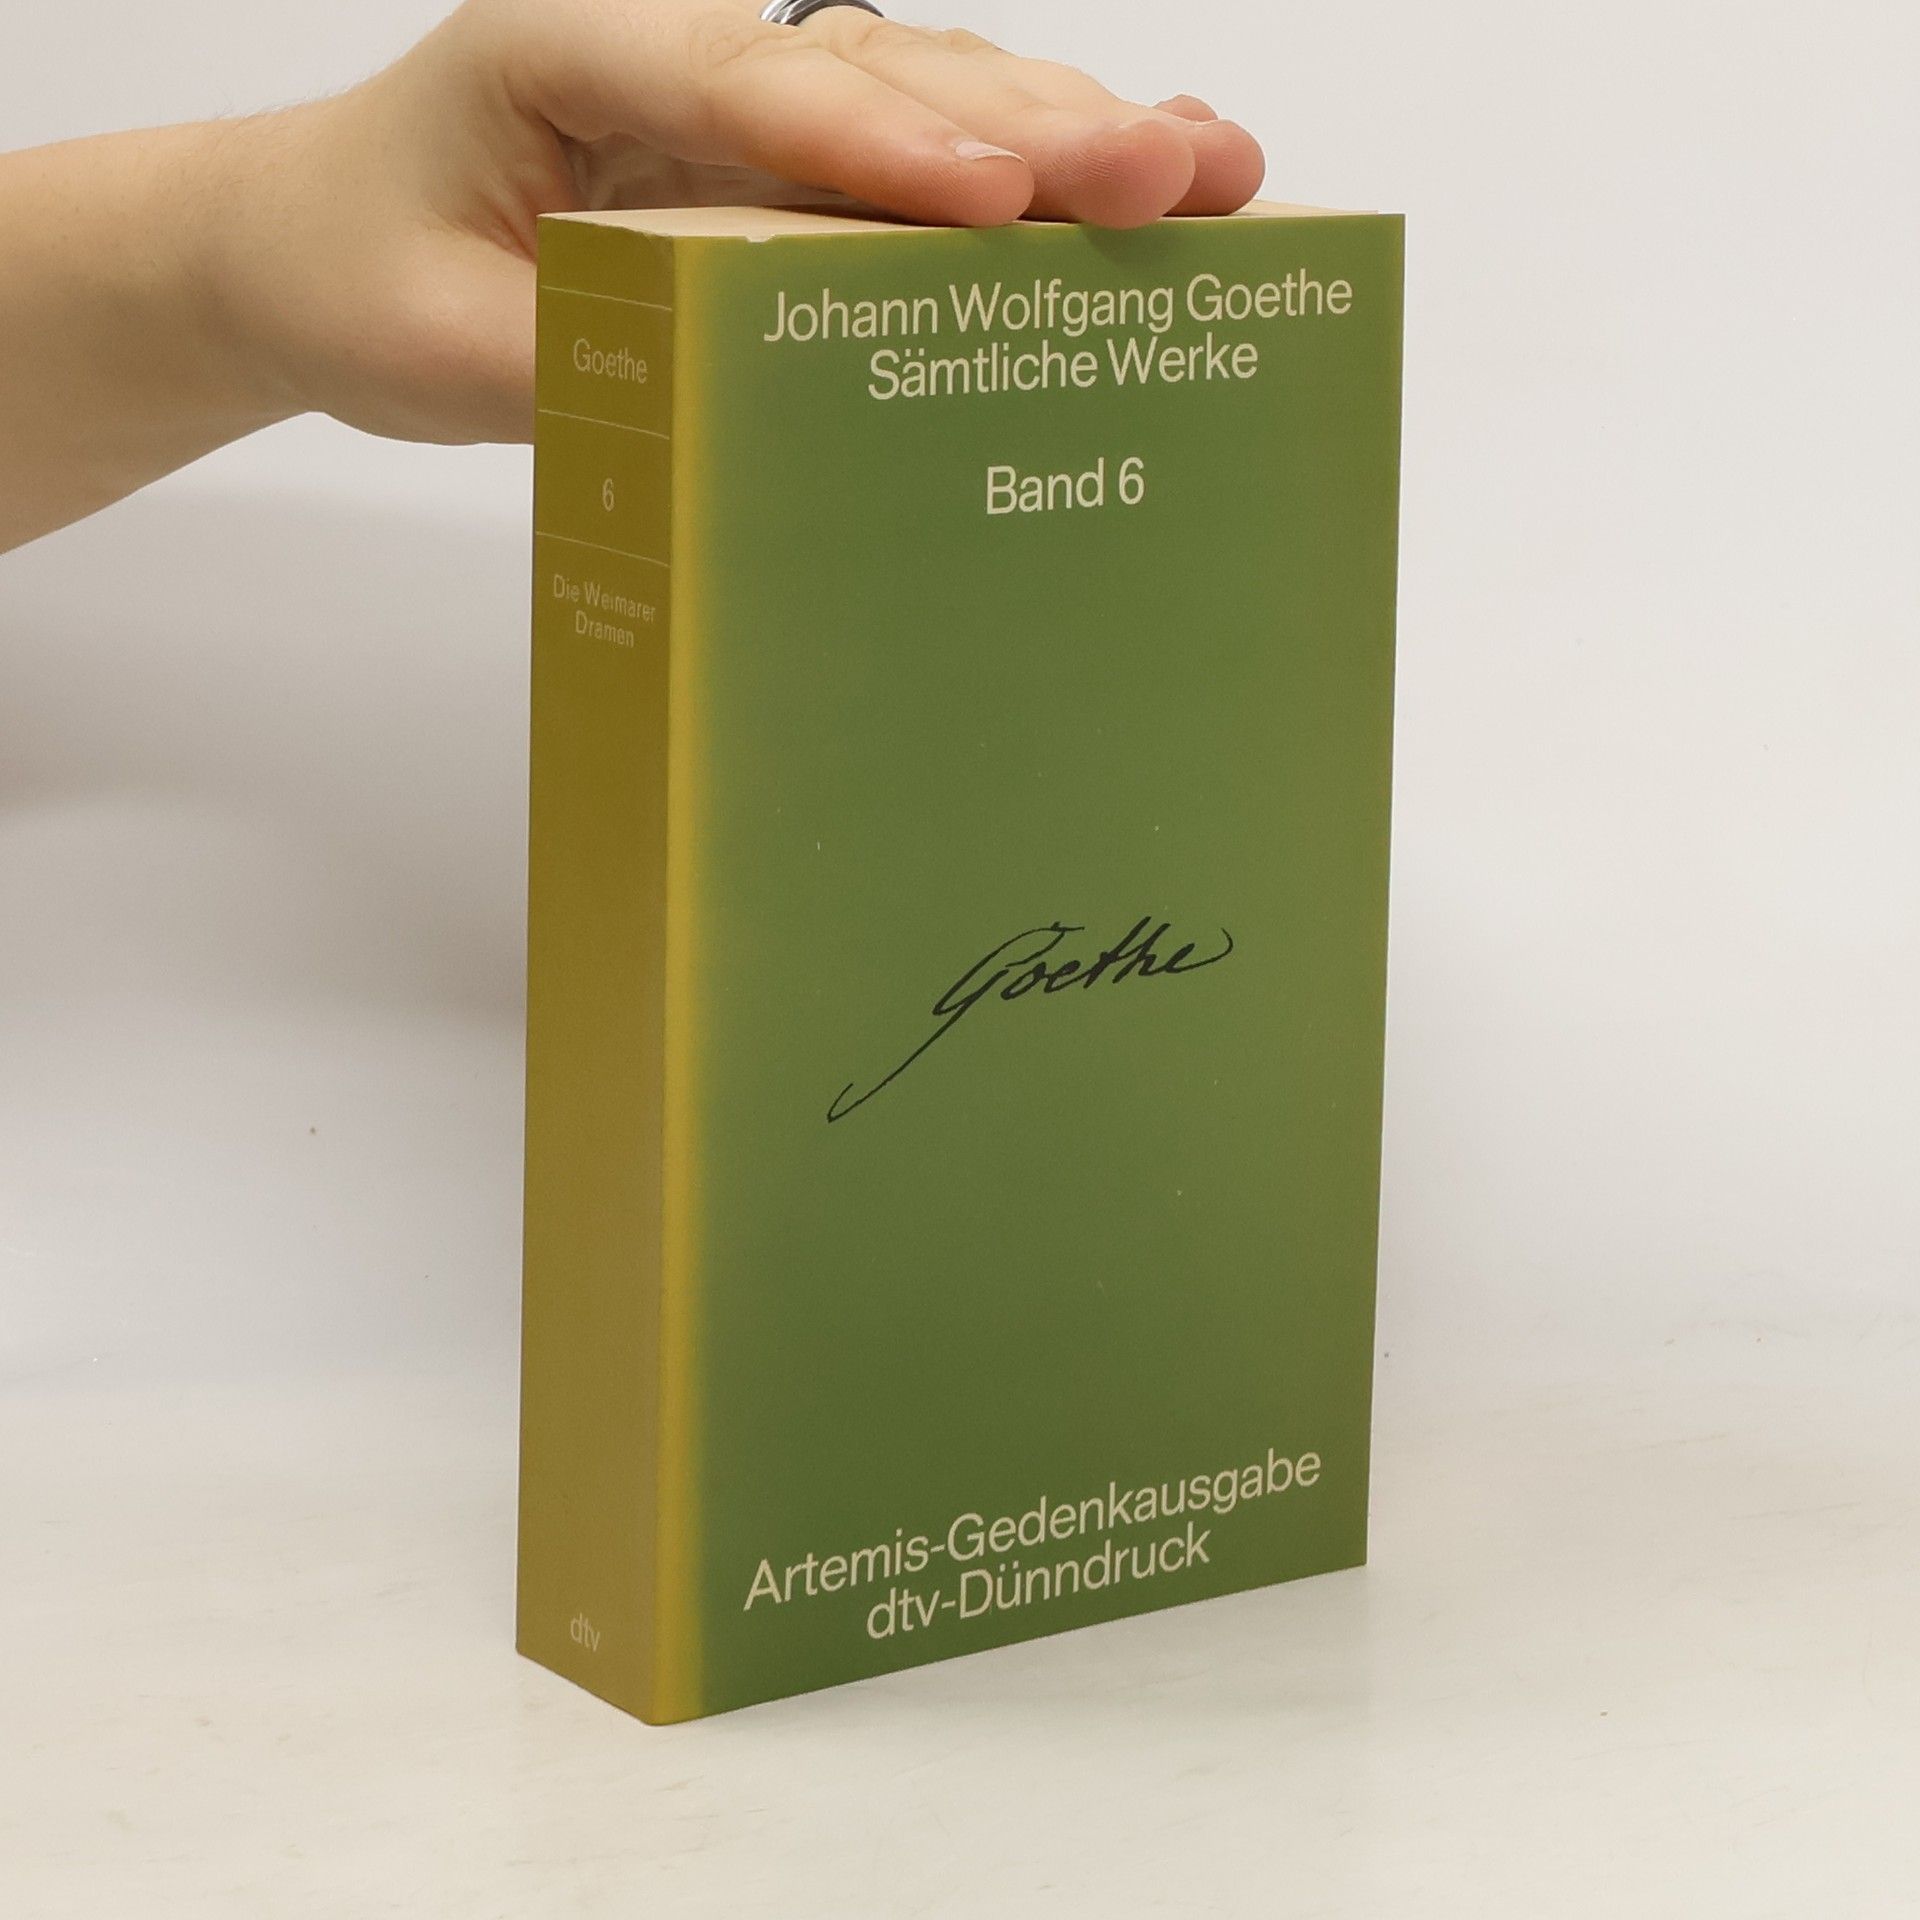 Goethe
6
Die Weimarer
Dramen
dtv
Johann Wolfgang Goethe
Sämtliche Werke
Band 6
Goethe
Artemis-Gedenkausgabe
dtv-Dünndruck